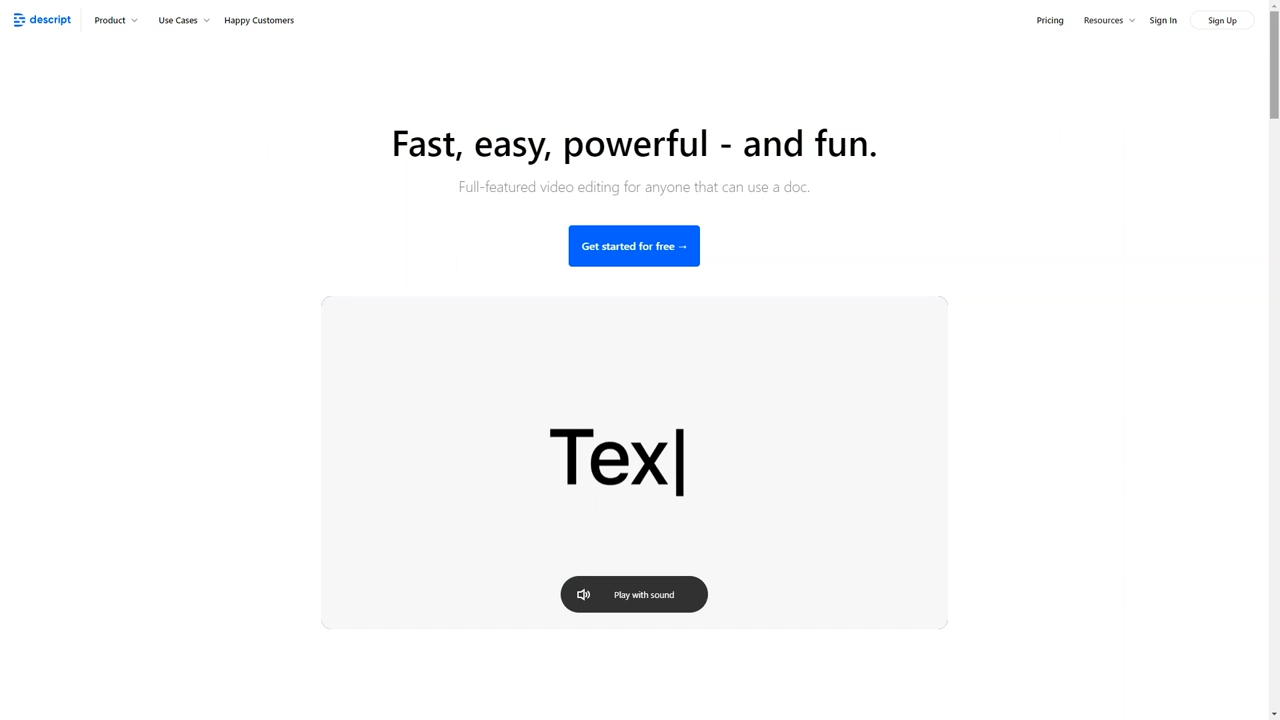 descript
Product
Use Cases
Happy Customers
Pricing
Resources
Sign In
Sign Up
Fast, easy, powerful - and fun.
Full-featured video editing for anyone that can use a doc.
Get started for free →
Tex
Play with sound